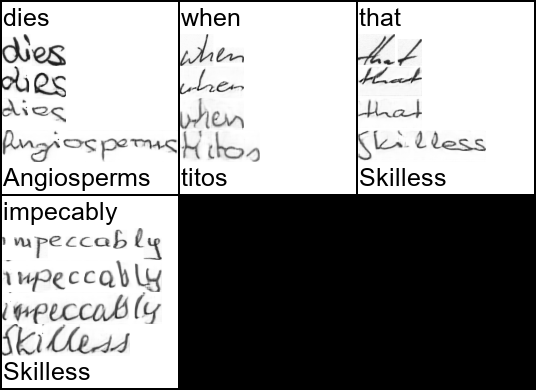 dies
dies
dies
dies
Angiosperms
Angiosperms
when
when
when
when
titos
titos
that
that
that
that
Skilless
Skilless
impecably
impeccably
impeccably
impeccably
Skilless
Skilless